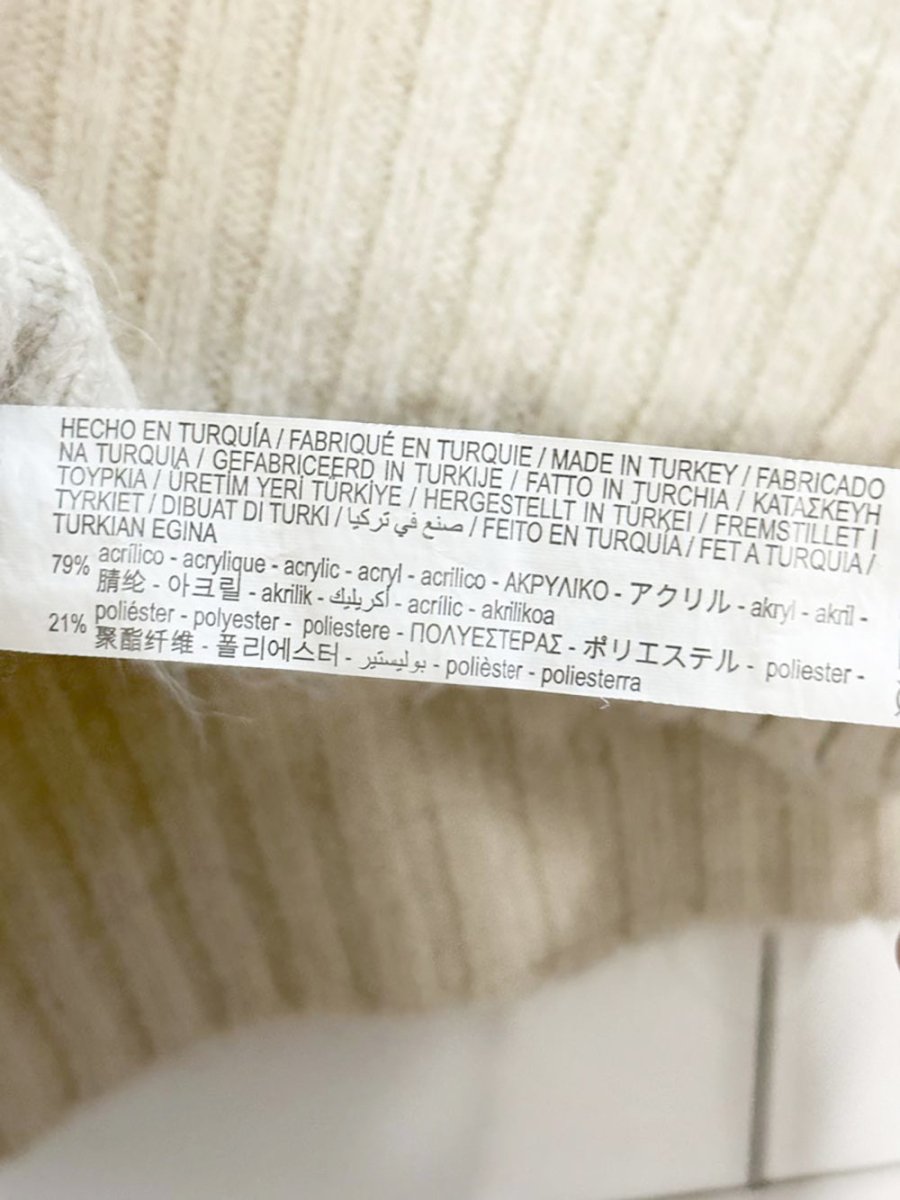 HECHO EN TURQUÍA / FABRIQUÉ EN TURQUIE / MADE IN TURKEY / FABRICADO
NA TURQUIA / GEFABRICEERD IN TURKIJE / FATTO IN TURCHIA / ΚΑΤΑΣΚΕΥΗ
ΤΟΥΡΚΙΑ / ÜRETİM YERİ TÜRKİYE / HERGESTELLT IN TÜRKEI / FREMSTILLET I
TYRKIET / DIBUAT DI TURKI / صنع في تركيا / FEITO EN TURQUÍA / FET A TURQUIA /
TURKIAN EGINA
79% acrílico - acrylique - acrylic - acryl - acrilico - ΑΚΡΥΛΙΚΟ - アクリル - akryl - akril -
腈纶 - 아크릴 - akrilik - أكريليك - acrílic - akrilikoa
21% poliéster - polyester - poliestere - ΠΟΛΥΕΣΤΕΡΑΣ - ポリエステル - poliester -
聚酯纤维 - 폴리에스터 - بوليستير - polièster - poliesterra